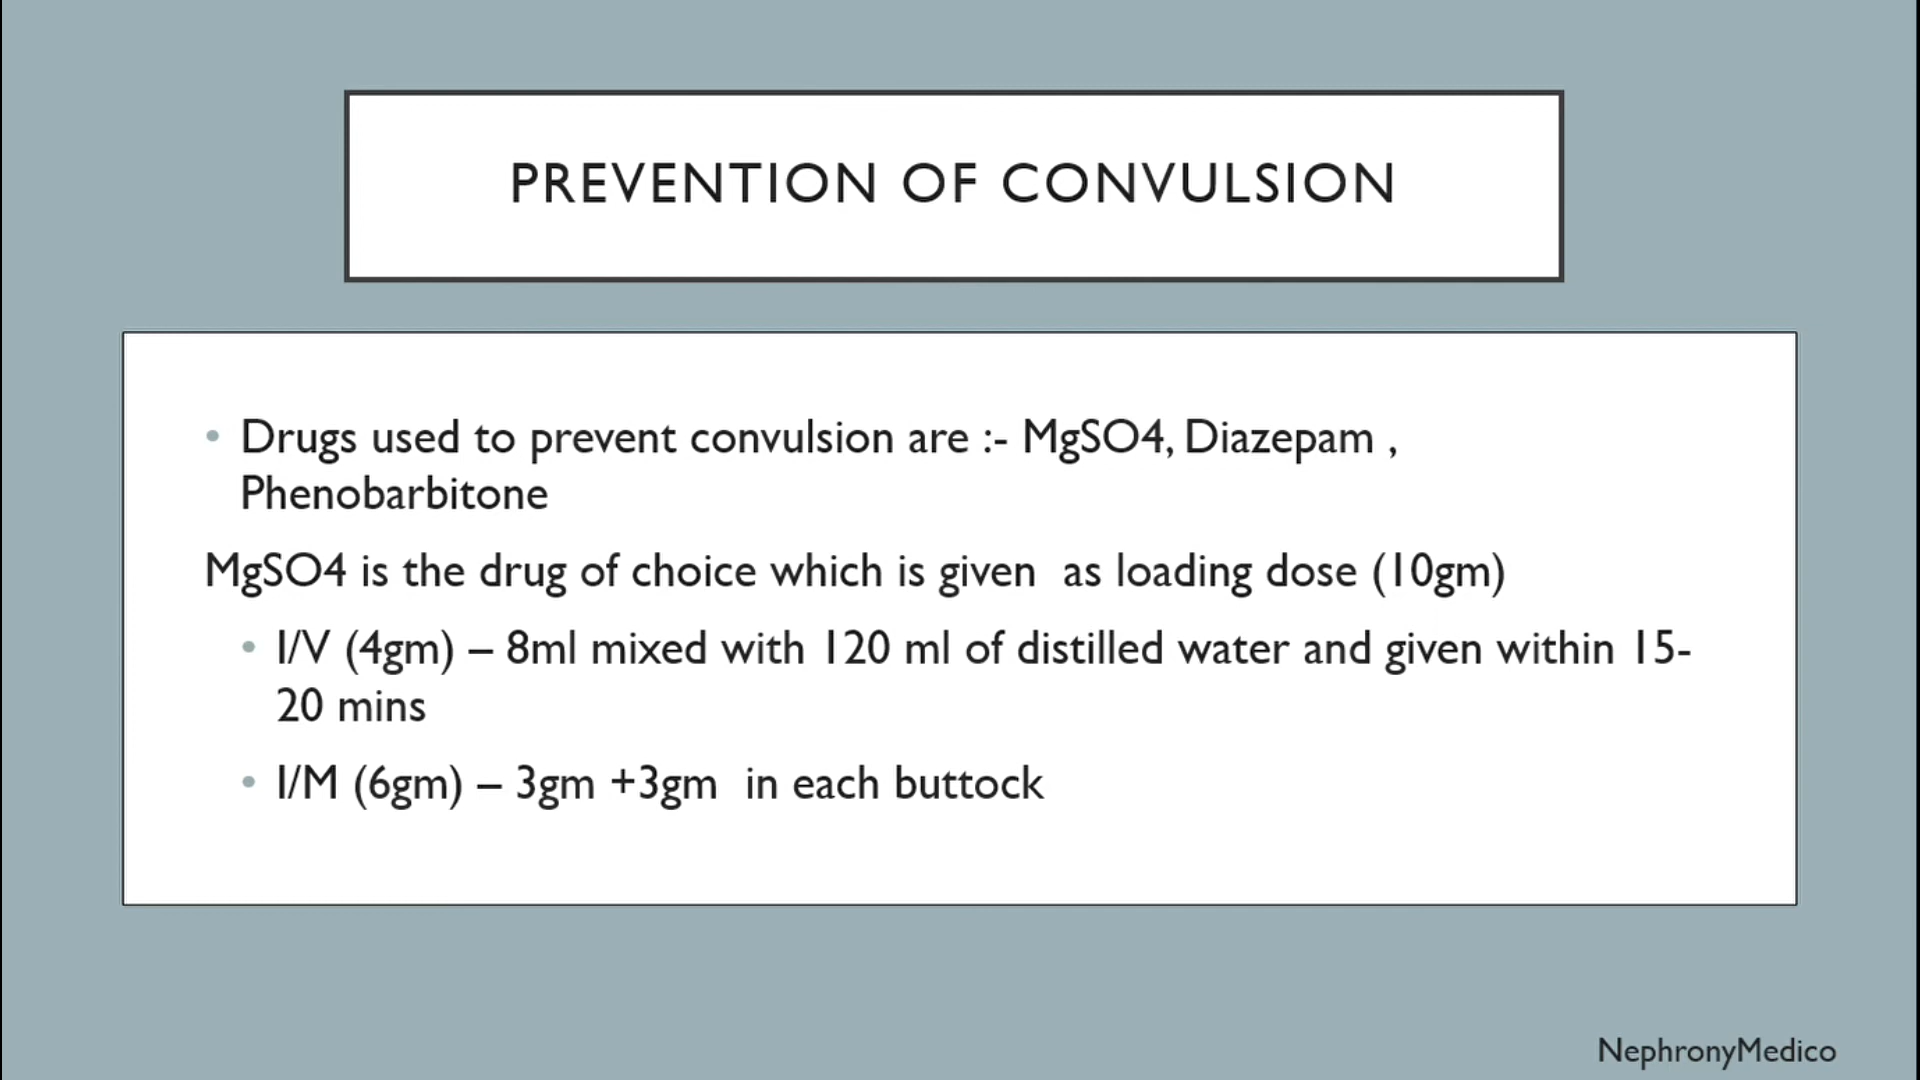 PREVENTION OF CONVULSION
• Drugs used to prevent convulsion are :- MgSO4, Diazepam ,
Phenobarbitone
MgSO4 is the drug of choice which is given  as loading dose (10gm)
• I/V (4gm) – 8ml mixed with 120 ml of distilled water and given within 15-
20 mins
• I/M (6gm) – 3gm +3gm  in each buttock
NephronyMedico